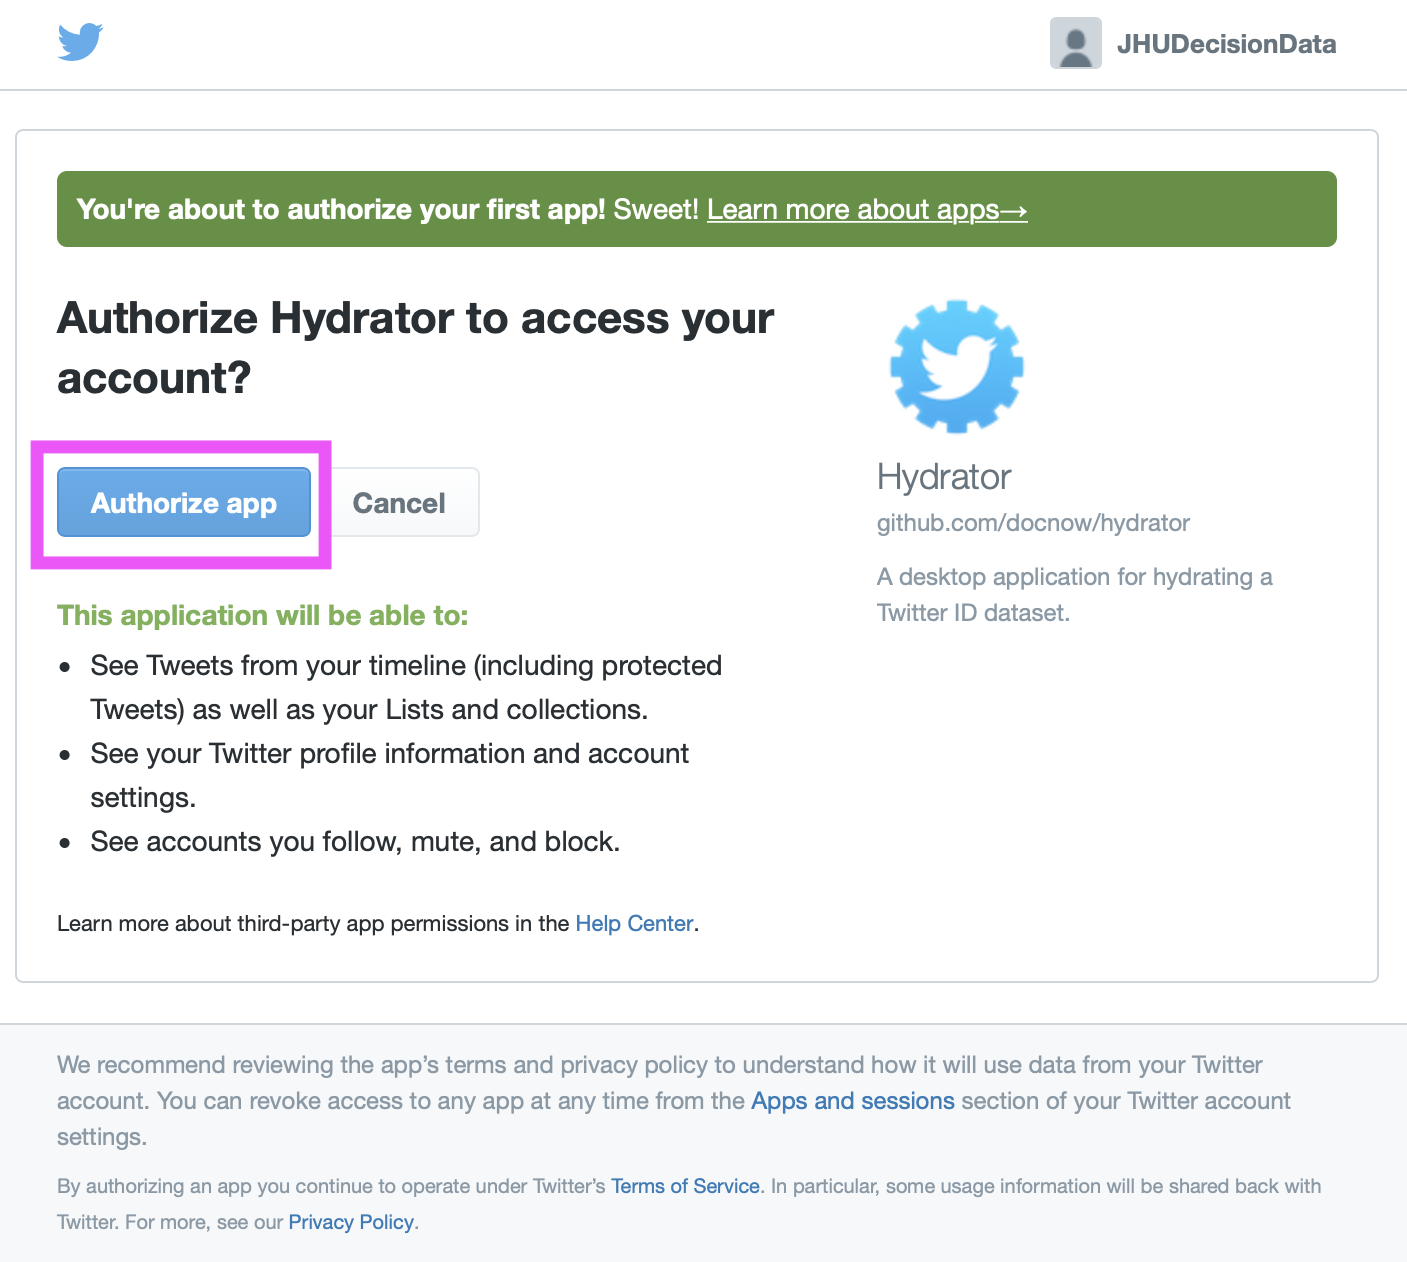 JHUDecisionData
You're about to authorize your first app! Sweet! Learn more about apps→
Authorize Hydrator to access your
account?
Authorize app
Cancel
This application will be able to:
• See Tweets from your timeline (including protected
Tweets) as well as your Lists and collections.
• See your Twitter profile information and account
settings.
• See accounts you follow, mute, and block.
Learn more about third-party app permissions in the Help Center.
Hydrator
github.com/docnow/hydrator
A desktop application for hydrating a
Twitter ID dataset.
We recommend reviewing the app’s terms and privacy policy to understand how it will use data from your Twitter
account. You can revoke access to any app at any time from the Apps and sessions section of your Twitter account
settings.
By authorizing an app you continue to operate under Twitter’s Terms of Service. In particular, some usage information will be shared back with
Twitter. For more, see our Privacy Policy.